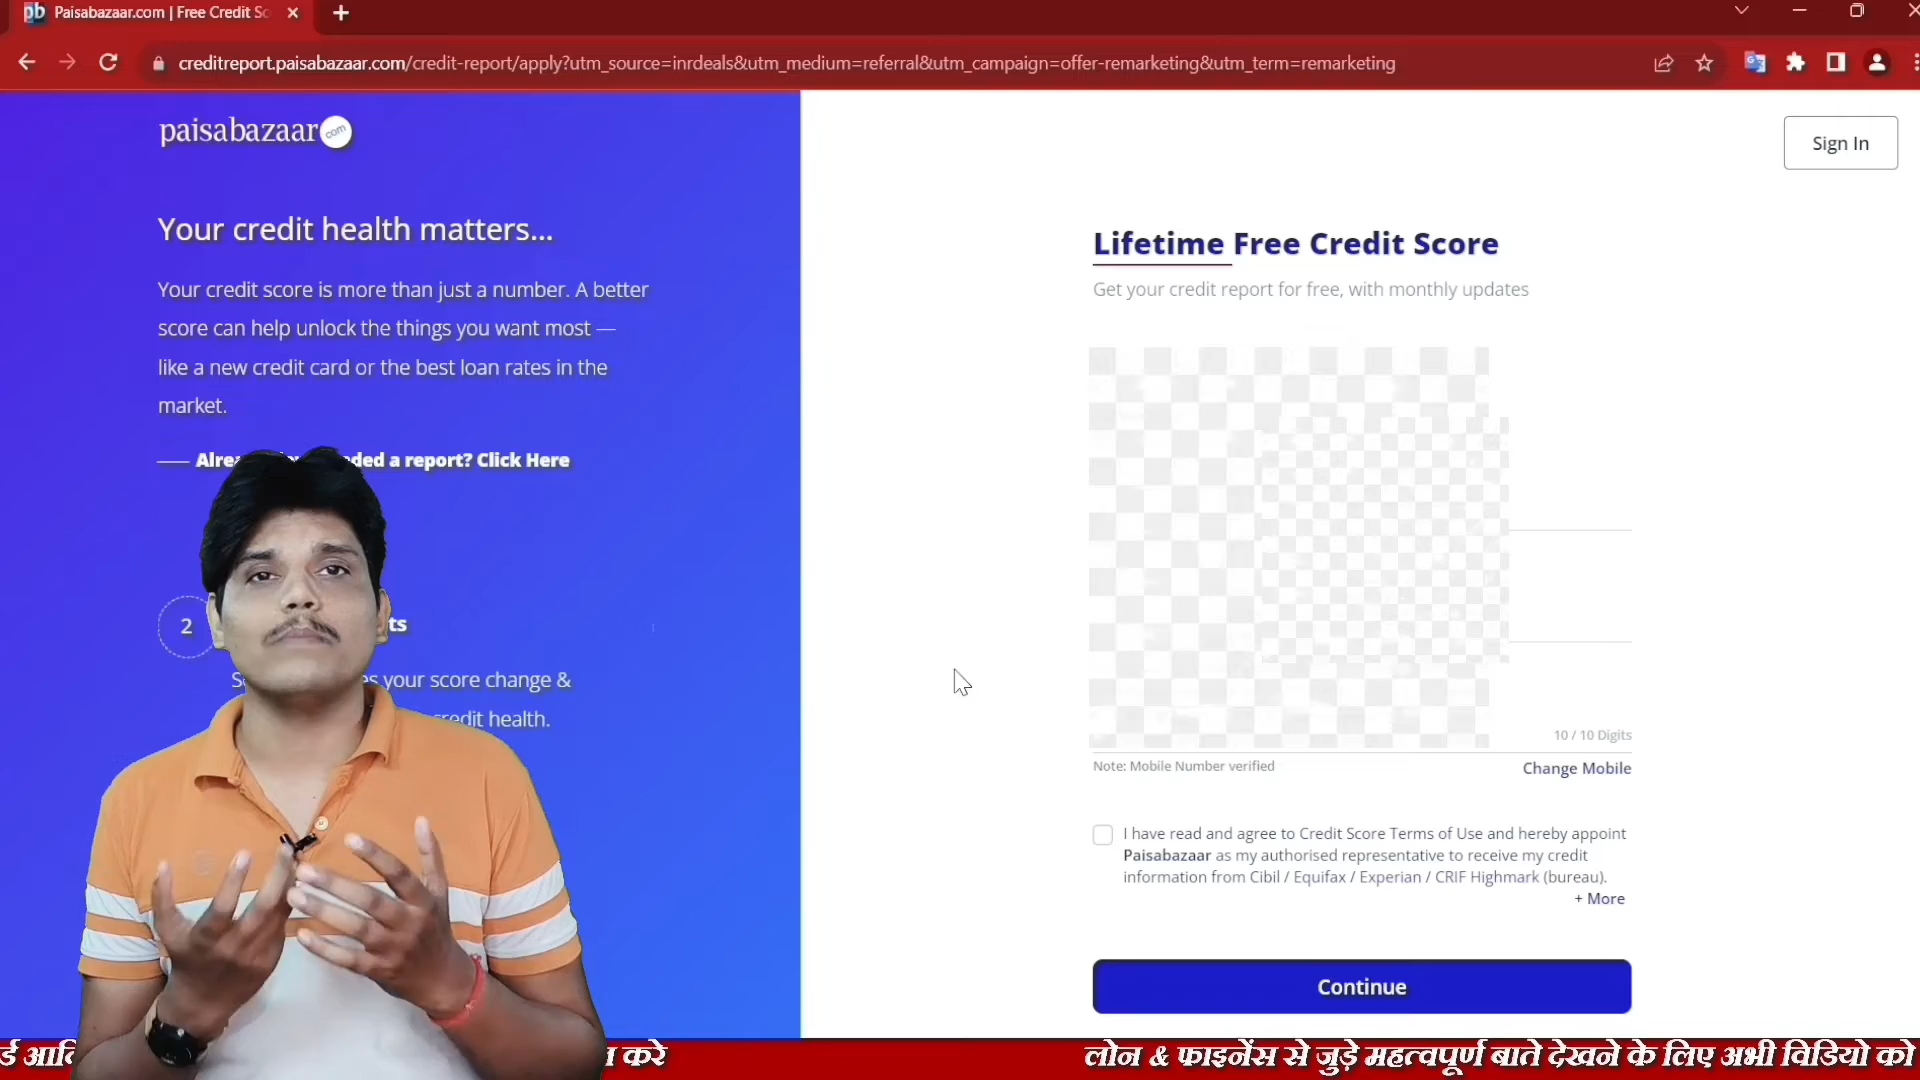 Paisabazaar.com | Free Credit Sc
creditreport.paisabazaar.com/credit-report/apply?utm_source=inrdeals&utm_medium=referral&utm_campaign=offer-remarketing&utm_term=remarketing
paisabazaar com
Sign In
Your credit health matters...
Your credit score is more than just a number. A better
score can help unlock the things you want most —
like a new credit card or the best loan rates in the
market.
a report? Click Here
2
your score change &
credit health.
Lifetime Free Credit Score
Get your credit report for free, with monthly updates
10 / 10 Digits
Note: Mobile Number verified
Change Mobile
I have read and agree to Credit Score Terms of Use and hereby appoint
Paisabazaar as my authorised representative to receive my credit
information from Cibil / Equifax / Experian / CRIF Highmark (bureau).
+ More
Continue
करे
लोन & फाइनेंस से जुड़े महत्वपूर्ण बाते देखने के लिए अभी विडियो को